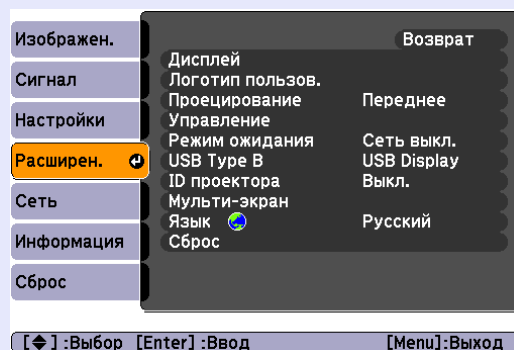 Изображен.
Сигнал
Настройки
Расширен.
Сеть
Информация
Сброс
Возврат
Дисплей
Логотип пользов.
Проецирование Переднее
Управление
Режим ожидания Сеть выкл.
USB Type B USB Display
ID проектора Выкл.
Мульти-экран
Язык Русский
Сброс
[◆]:Выбор [Enter]:Ввод [Menu]:Выход